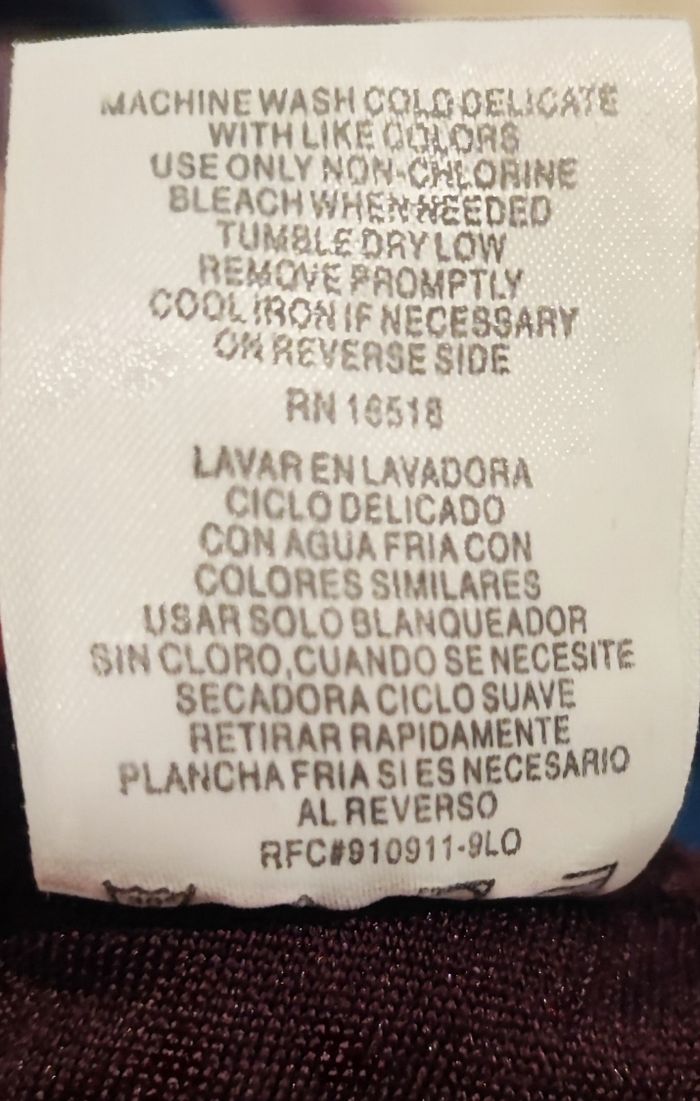 MACHINE WASH COLD DELICATE
WITH LIKE COLORS
USE ONLY NON-CHLORINE
BLEACH WHEN NEEDED
TUMBLE DRY LOW
REMOVE PROMPTLY
COOL IRON IF NECESSARY
ON REVERSE SIDE
RN 16518
LAVAR EN LAVADORA
CICLO DELICADO
CON AGUA FRIA CON
COLORES SIMILARES
USAR SOLO BLANQUEADOR
SIN CLORO, CUANDO SE NECESITE
SECADORA CICLO SUAVE
RETIRAR RAPIDAMENTE
PLANCHA FRIA SI ES NECESARIO
AL REVERSO
RFC#910911-9L0